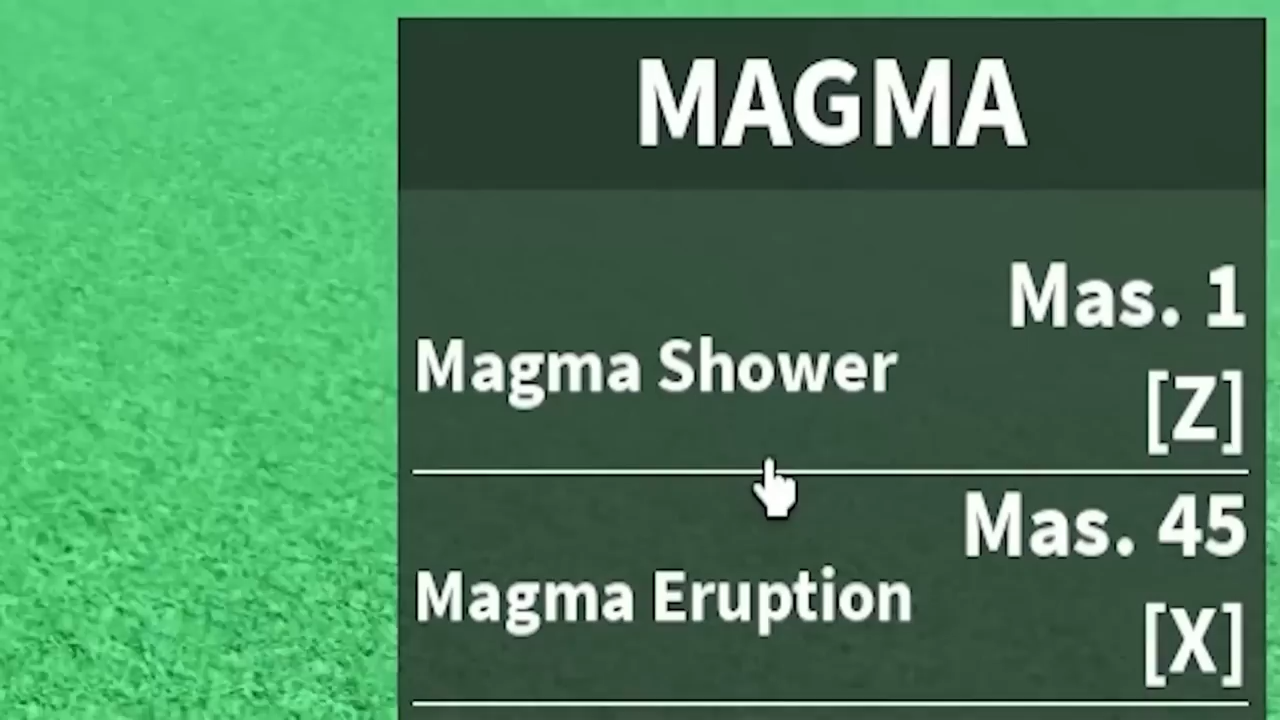 MAGMA
Mas. 1
Magma Shower
[Z]
Mas. 45
Magma Eruption
[X]